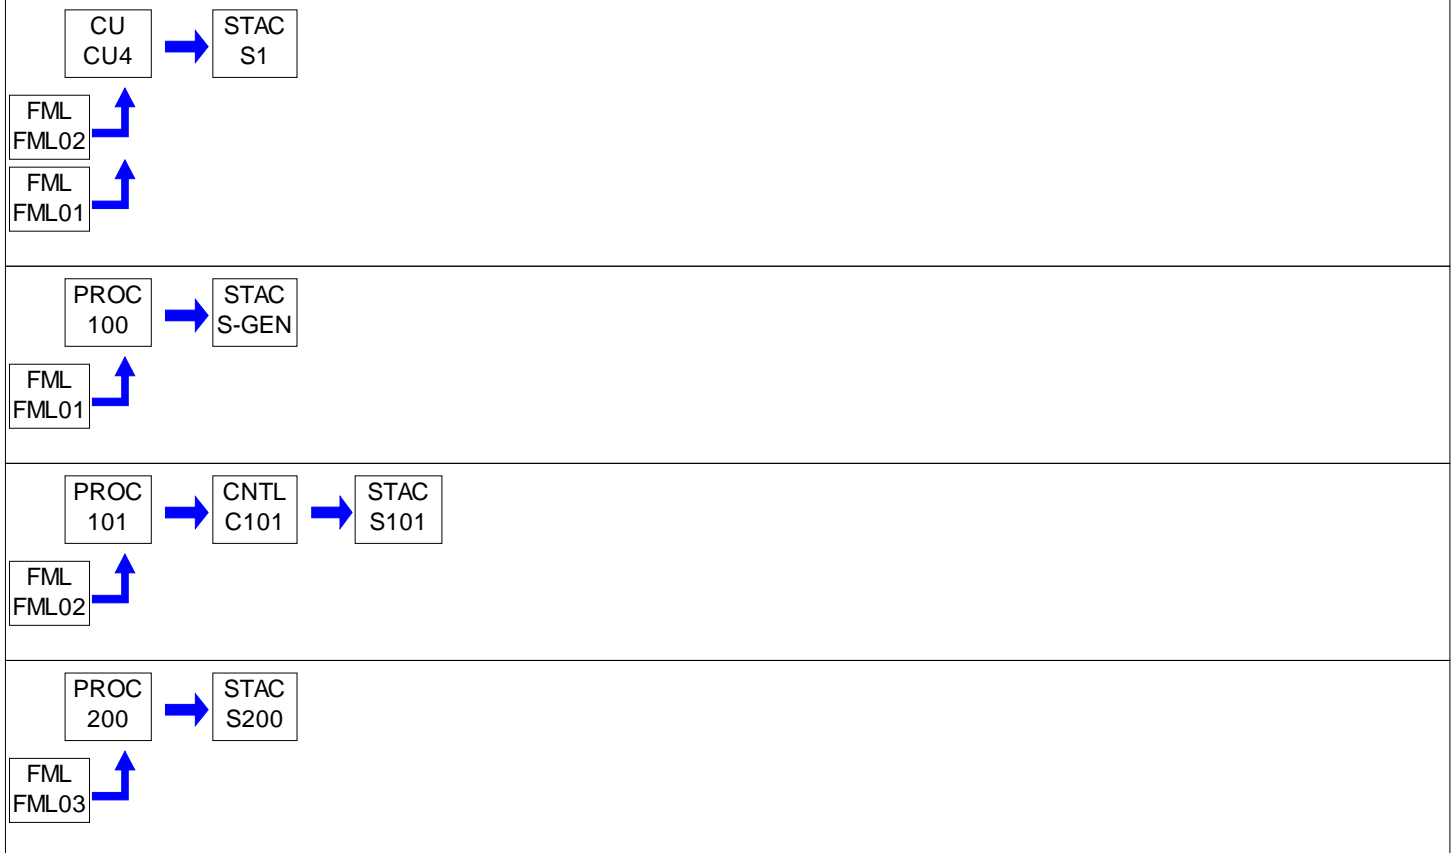 CU
CU4
STAC
S1
FML
FML02
FML
FML01
PROC
100
STAC
S-GEN
FML
FML01
PROC
101
CNTL
C101
STAC
S101
FML
FML02
PROC
200
STAC
S200
FML
FML03